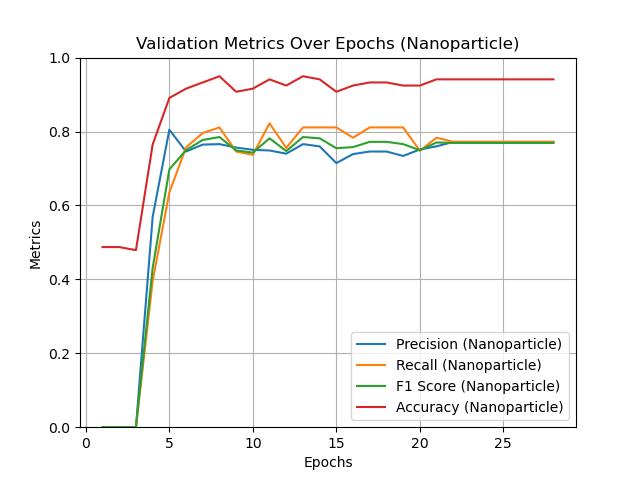 Validation Metrics Over Epochs (Nanoparticle)
1.0
0.8
0.6
0.4
0.2
0.0
Metrics
0 5 10 15 20 25
Epochs
Precision (Nanoparticle)
Recall (Nanoparticle)
F1 Score (Nanoparticle)
Accuracy (Nanoparticle)